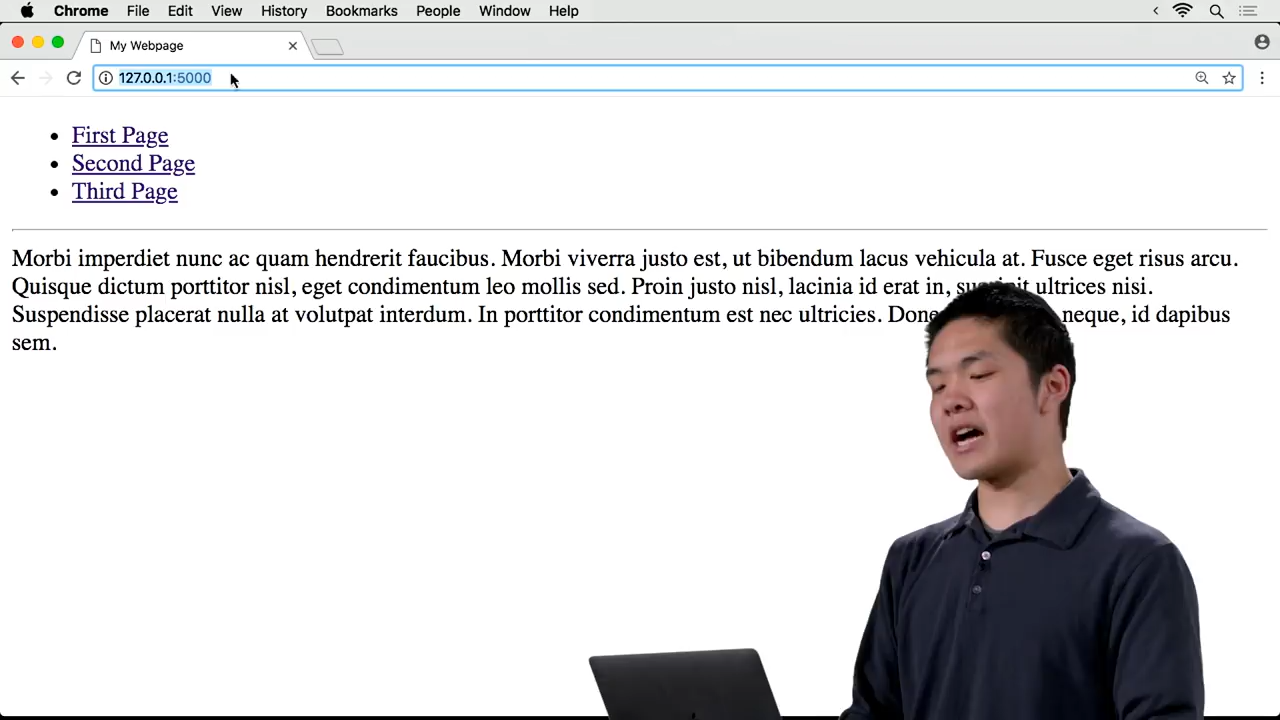 Chrome File Edit View History Bookmarks People Window Help
My Webpage
127.0.0.1:5000
First Page
Second Page
Third Page
Morbi imperdiet nunc ac quam hendrerit faucibus. Morbi viverra justo est, ut bibendum lacus vehicula at. Fusce eget risus arcu.
Quisque dictum porttitor nisl, eget condimentum leo mollis sed. Proin justo nisl, lacinia id erat in, ultrices nisi.
Suspendisse placerat nulla at volutpat interdum. In porttitor condimentum est nec ultricies. neque, id dapibus
sem.